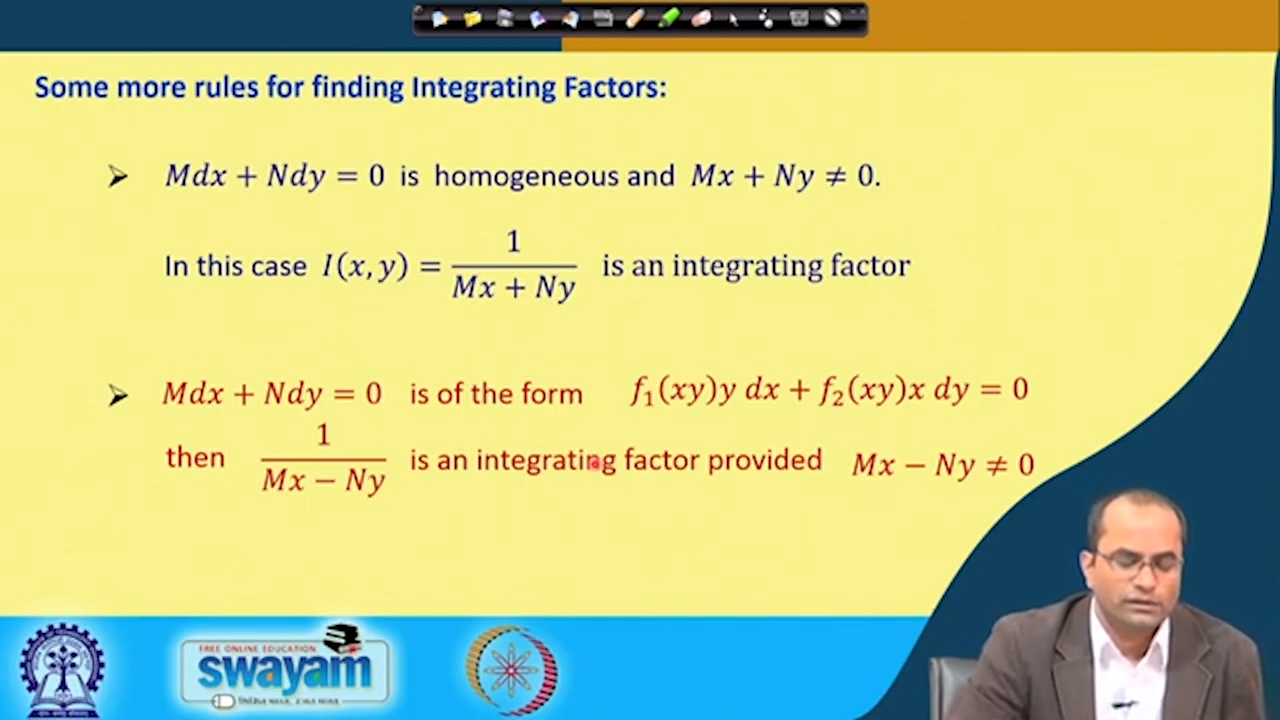 Some more rules for finding Integrating Factors:
➢ Mdx + Ndy = 0 is homogeneous and Mx + Ny ≠ 0.
In this case I(x, y) = 1 / (Mx + Ny) is an integrating factor
➢ Mdx + Ndy = 0 is of the form f₁(xy)y dx + f₂(xy)x dy = 0
then 1 / (Mx − Ny) is an integrating factor provided Mx − Ny ≠ 0
FREE ONLINE EDUCATION
swayam